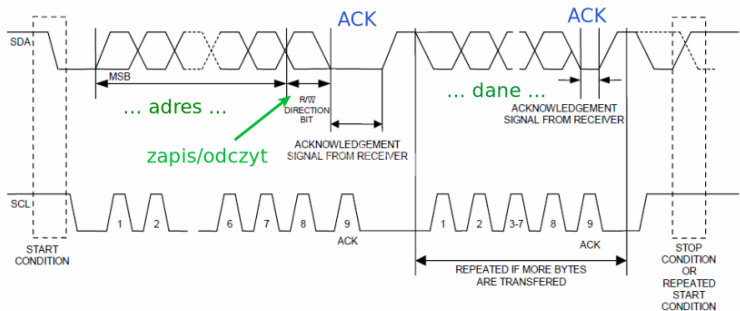 ACK
ACK
SDA
MSB
... adres ...
R/W̅
DIRECTION
BIT
zapis/odczyt
ACKNOWLEDGEMENT
SIGNAL FROM RECEIVER
... dane ...
ACKNOWLEDGEMENT
SIGNAL FROM RECEIVER
SCL
1 2 6 7 8 9 1 2 3-7 8 9
ACK
ACK
START
CONDITION
REPEATED IF MORE BYTES
ARE TRANSFERED
STOP
CONDITION
OR
REPEATED
START
CONDITION